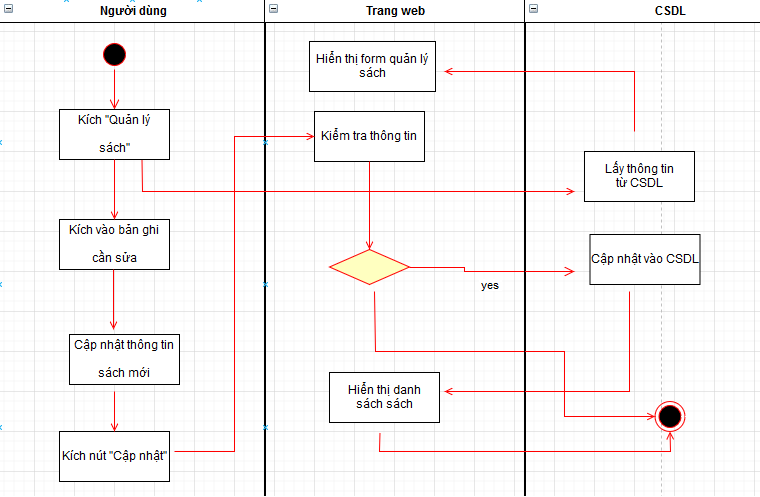 Người dùng
Trang web
CSDL
Kích "Quản lý
sách"
Kích vào bản ghi
cần sửa
Cập nhật thông tin
sách mới
Kích nút "Cập nhật"
Hiển thị form quản lý
sách
Kiểm tra thông tin
yes
Hiển thị danh
sách sách
Lấy thông tin
từ CSDL
Cập nhật vào CSDL